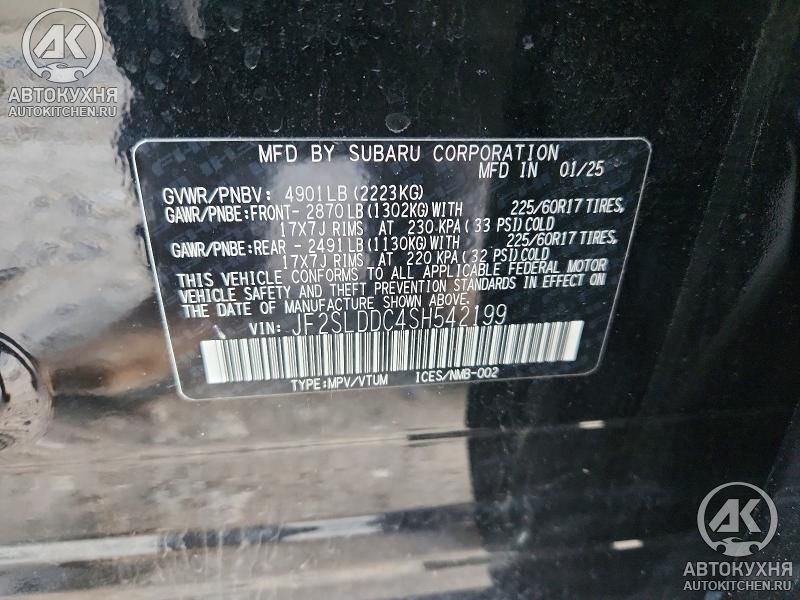 АК
АВТОКУХНЯ
AUTOKITCHEN.RU
MFD BY SUBARU CORPORATION
MFD IN 01/25
GVWR/PNBV: 4901LB(2223KG)
GAWR/PNBE:FRONT- 2870LB(1302KG)WITH 225/60R17 TIRES,
17X7J RIMS AT 230 KPA(33 PSI)COLD
GAWR/PNBE:REAR - 2491LB(1130KG)WITH 225/60R17 TIRES,
17X7J RIMS AT 220 KPA(32 PSI)COLD
THIS VEHICLE CONFORMS TO ALL APPLICABLE FEDERAL MOTOR
VEHICLE SAFETY AND THEFT PREVENTION STANDARDS IN EFFECT ON
THE DATE OF MANUFACTURE SHOWN ABOVE.
VIN: JF2SLDDC4SH542199
TYPE:MPV/VTUM ICES/NMB-002
АК
АВТОКУХНЯ
AUTOKITCHEN.RU